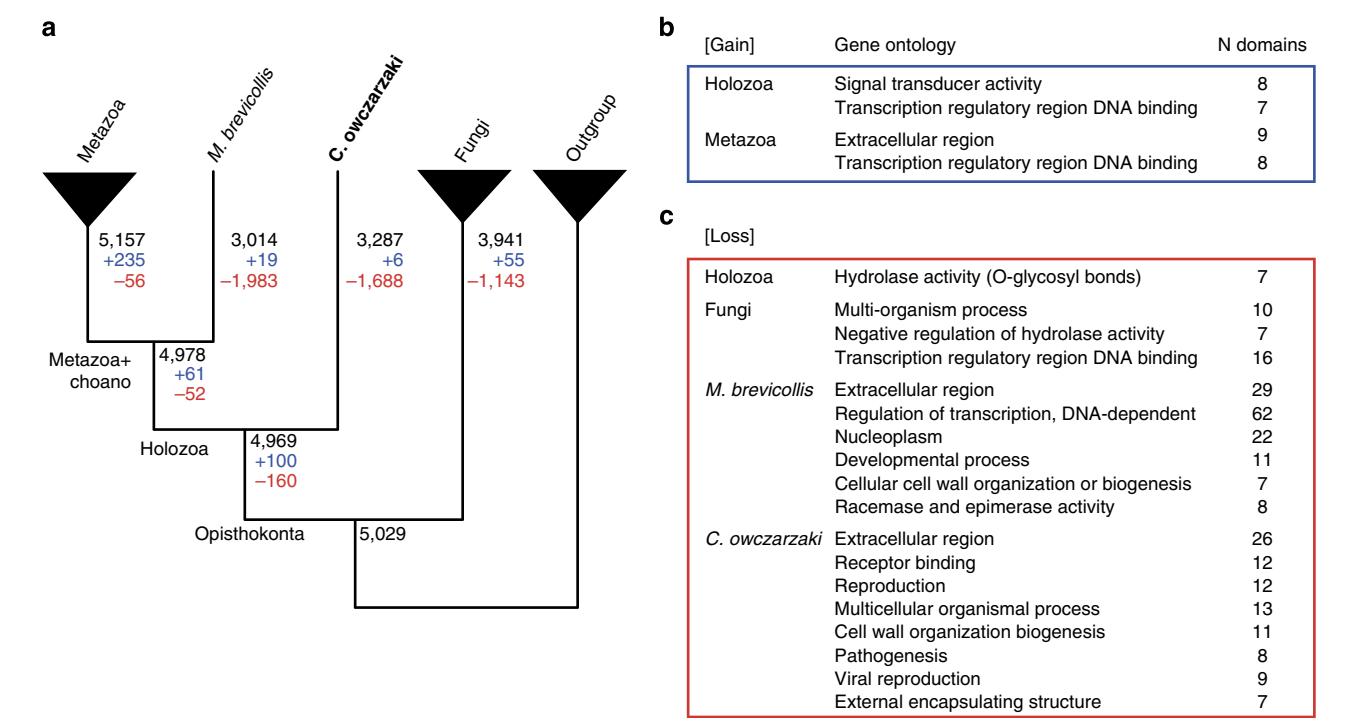 a
Metazoa
M. brevicollis
C. owczarzaki
Fungi
Outgroup
5,157
+235
–56
3,014
+19
–1,983
3,287
+6
–1,688
3,941
+55
–1,143
Metazoa+
choano
4,978
+61
–52
Holozoa
4,969
+100
–160
Opisthokonta
5,029
b
[Gain] Gene ontology N domains
Holozoa Signal transducer activity 8
Transcription regulatory region DNA binding 7
Metazoa Extracellular region 9
Transcription regulatory region DNA binding 8
c
[Loss]
Holozoa Hydrolase activity (O-glycosyl bonds) 7
Fungi Multi-organism process 10
Negative regulation of hydrolase activity 7
Transcription regulatory region DNA binding 16
M. brevicollis Extracellular region 29
Regulation of transcription, DNA-dependent 62
Nucleoplasm 22
Developmental process 11
Cellular cell wall organization or biogenesis 7
Racemase and epimerase activity 8
C. owczarzaki Extracellular region 26
Receptor binding 12
Reproduction 12
Multicellular organismal process 13
Cell wall organization biogenesis 11
Pathogenesis 8
Viral reproduction 9
External encapsulating structure 7